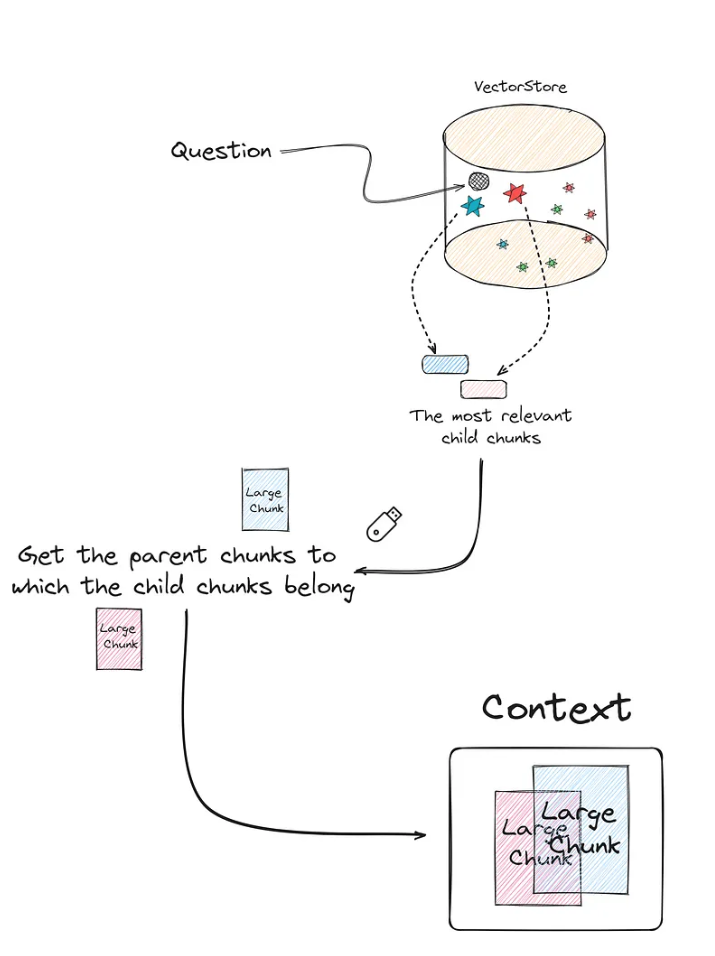 VectorStore
Question
The most relevant
child chunks
Large
Chunk
Get the parent chunks to
which the child chunks belong
Large
Chunk
Context
Large
Chunk
Large
Chunk